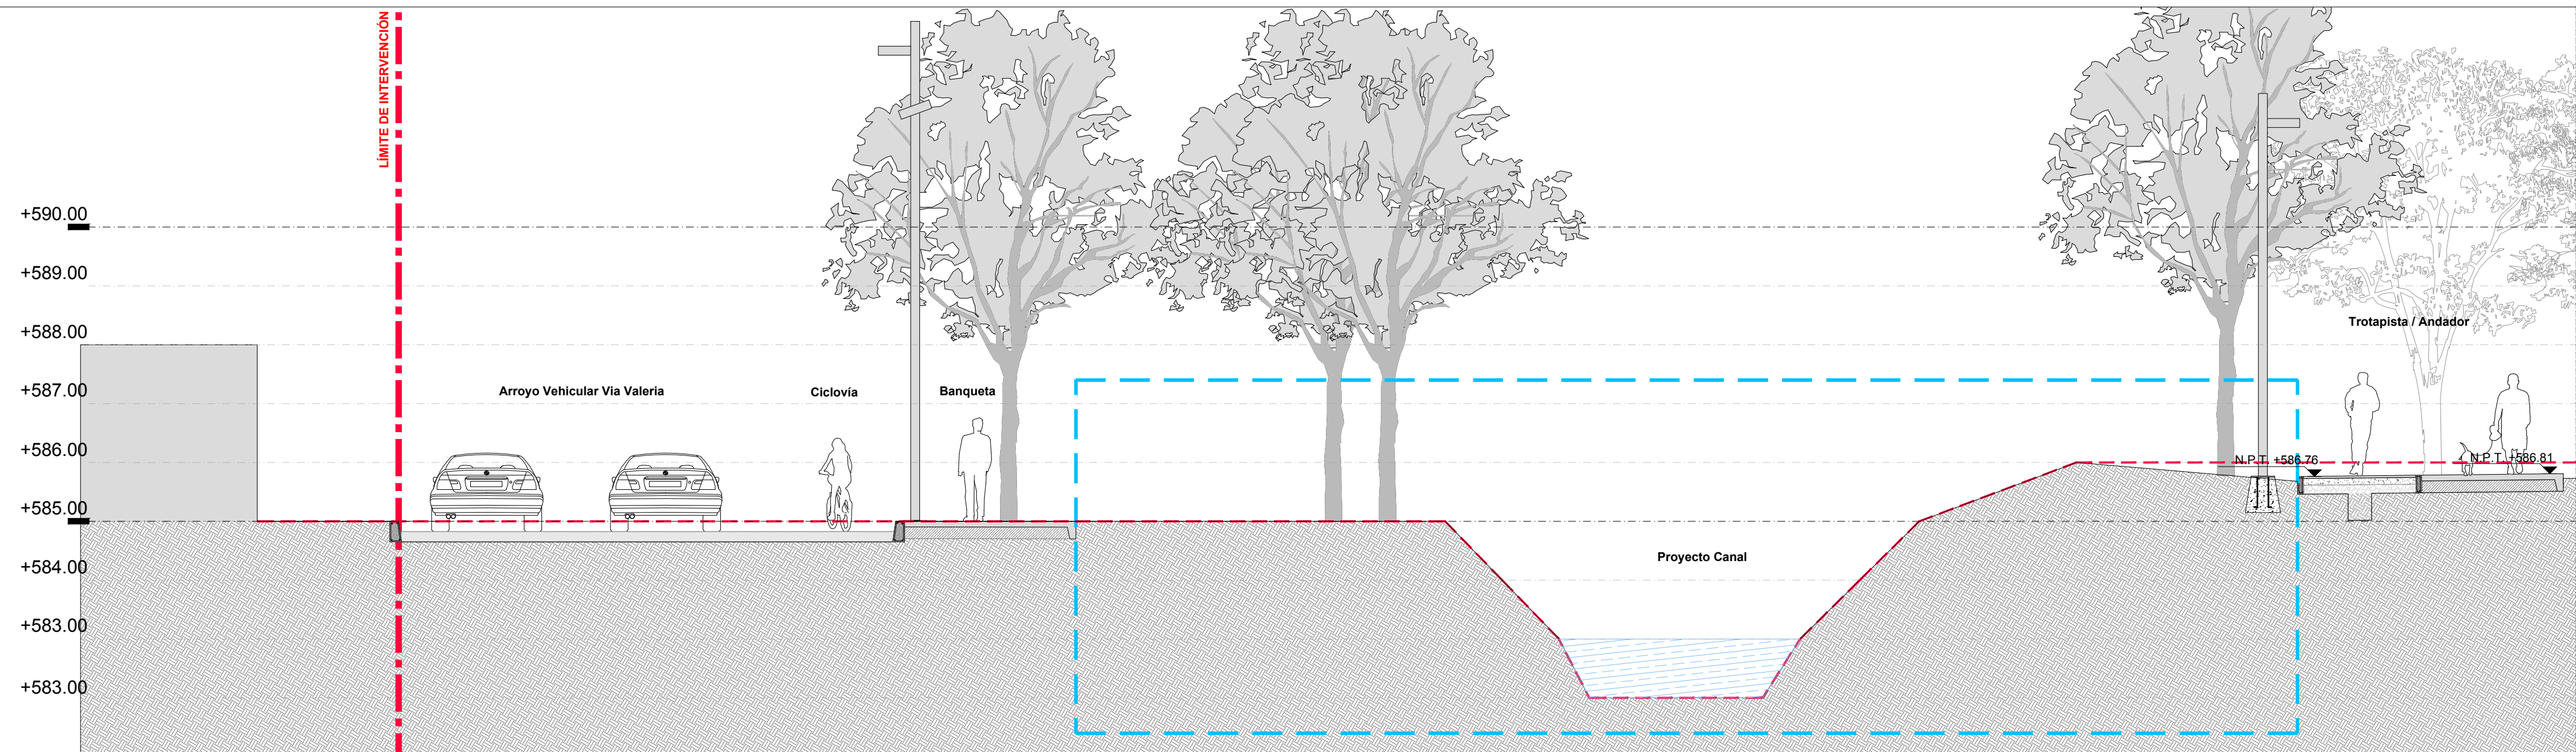 LÍMITE DE INTERVENCIÓN
+590.00
+589.00
+588.00
+587.00
+586.00
+585.00
+584.00
+583.00
+583.00
Arroyo Vehicular Via Valeria
Ciclovía
Banqueta
Proyecto Canal
Trotapista / Andador
N.P.T. +586.76
N.P.T. +586.81